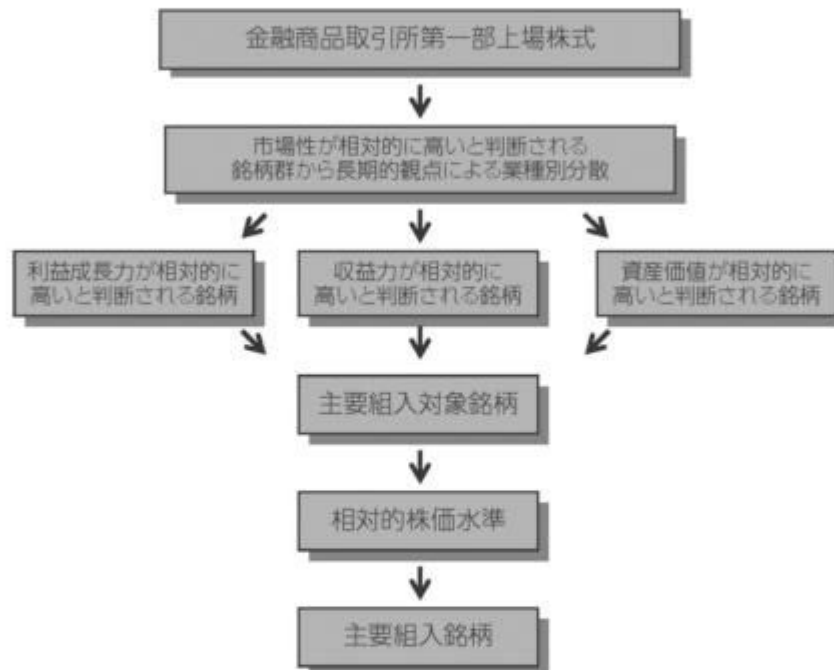 金融商品取引所第一部上場株式
市場性が相対的に高いと判断される
銘柄群から長期的観点による業種別分散
利益成長力が相対的に
高いと判断される銘柄
収益力が相対的に
高いと判断される銘柄
資産価値が相対的に
高いと判断される銘柄
主要組入対象銘柄
相対的株価水準
主要組入銘柄